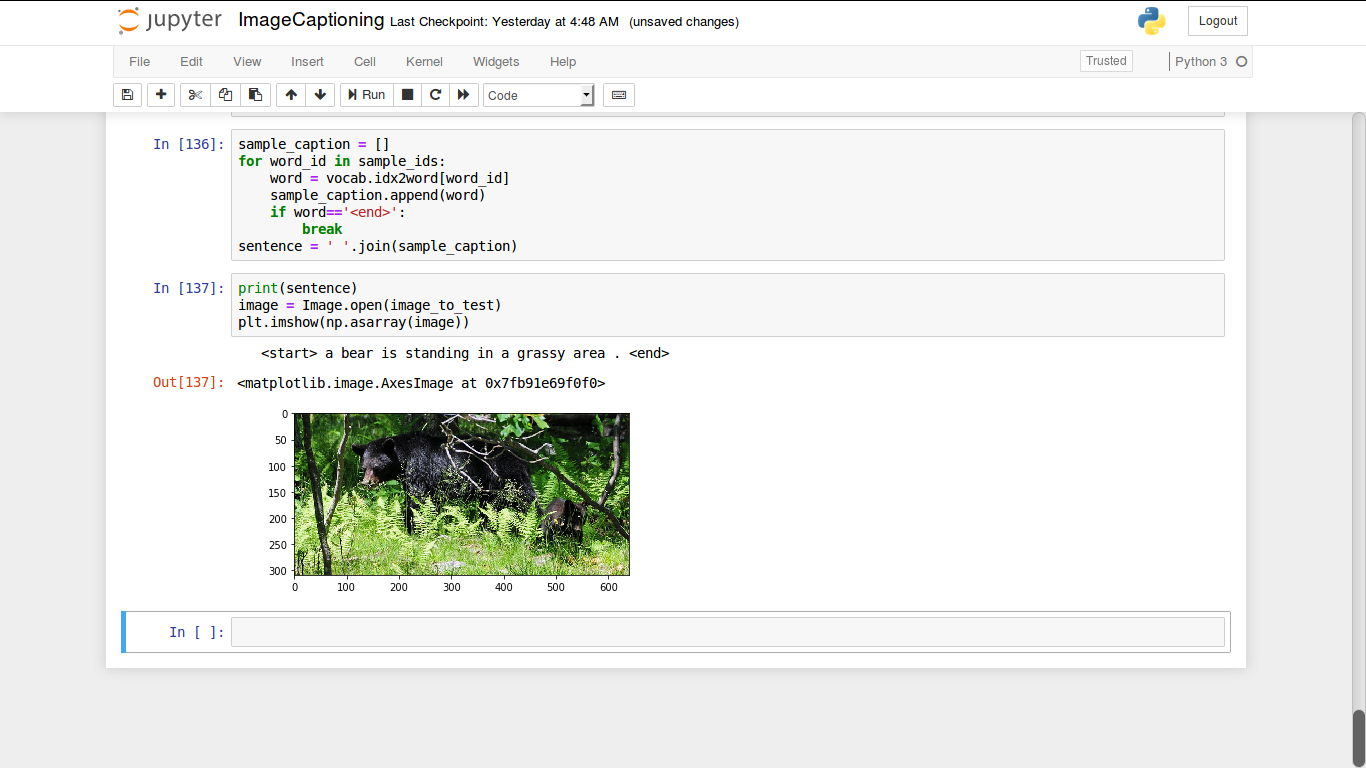 jupyter ImageCaptioning Last Checkpoint: Yesterday at 4:48 AM (unsaved changes) Logout
File Edit View Insert Cell Kernel Widgets Help Trusted Python 3
Run Code
In [136]: sample_caption = []
for word_id in sample_ids:
    word = vocab.idx2word[word_id]
    sample_caption.append(word)
    if word=='<end>':
        break
sentence = ' '.join(sample_caption)
In [137]: print(sentence)
image = Image.open(image_to_test)
plt.imshow(np.asarray(image))
<start> a bear is standing in a grassy area . <end>
Out[137]: <matplotlib.image.AxesImage at 0x7fb91e69f0f0>
0
50
100
150
200
250
300
0 100 200 300 400 500 600
In [ ]: